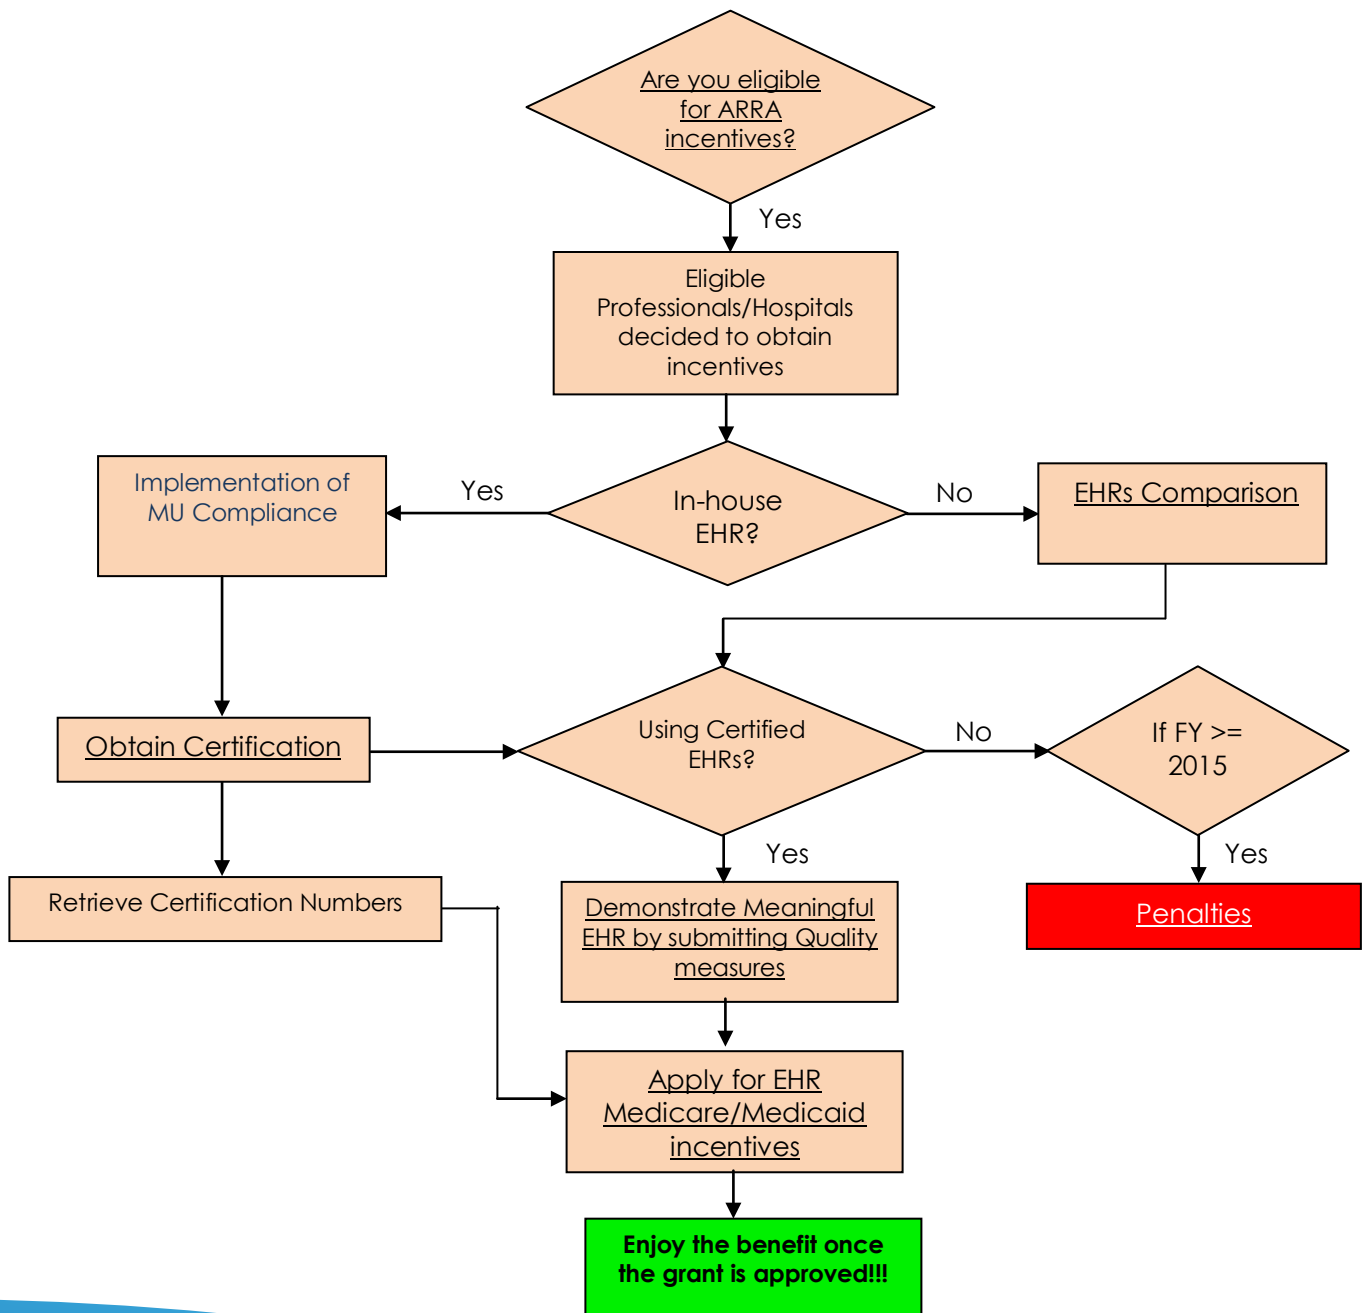 Are you eligible
for ARRA
incentives?
Yes
Eligible
Professionals/Hospitals
decided to obtain
incentives
Implementation of
MU Compliance
Yes
In-house
EHR?
No
EHRs Comparison
Obtain Certification
Using Certified
EHRs?
No
If FY >=
2015
Yes
Yes
Retrieve Certification Numbers
Demonstrate Meaningful
EHR by submitting Quality
measures
Penalties
Apply for EHR
Medicare/Medicaid
incentives
Enjoy the benefit once
the grant is approved!!!